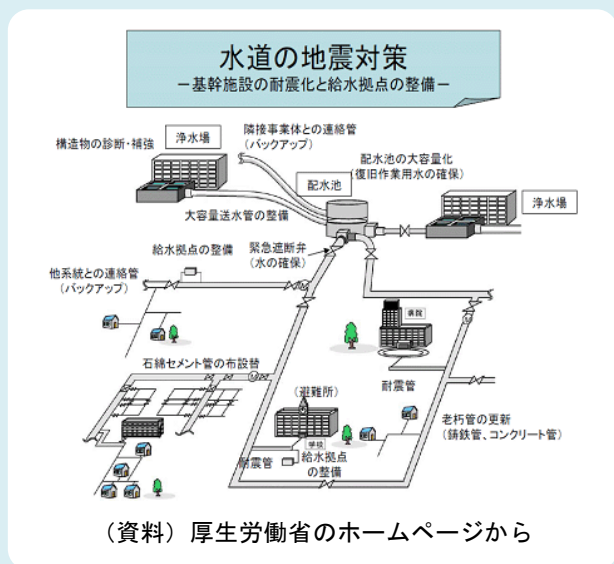 水道の地震対策
−基幹施設の耐震化と給水拠点の整備−
構造物の診断・補強
浄水場
隣接事業体との連絡管
(バックアップ)
配水池
配水池の大容量化
(復旧作業用水の確保)
浄水場
大容量送水管の整備
給水拠点の整備
緊急遮断弁
(水の確保)
他系統との連絡管
(バックアップ)
病院
石綿セメント管の布設替
耐震管
(避難所)
老朽管の更新
(鋳鉄管、コンクリート管)
学校
耐震管
給水拠点
の整備
(資料)厚生労働省のホームページから